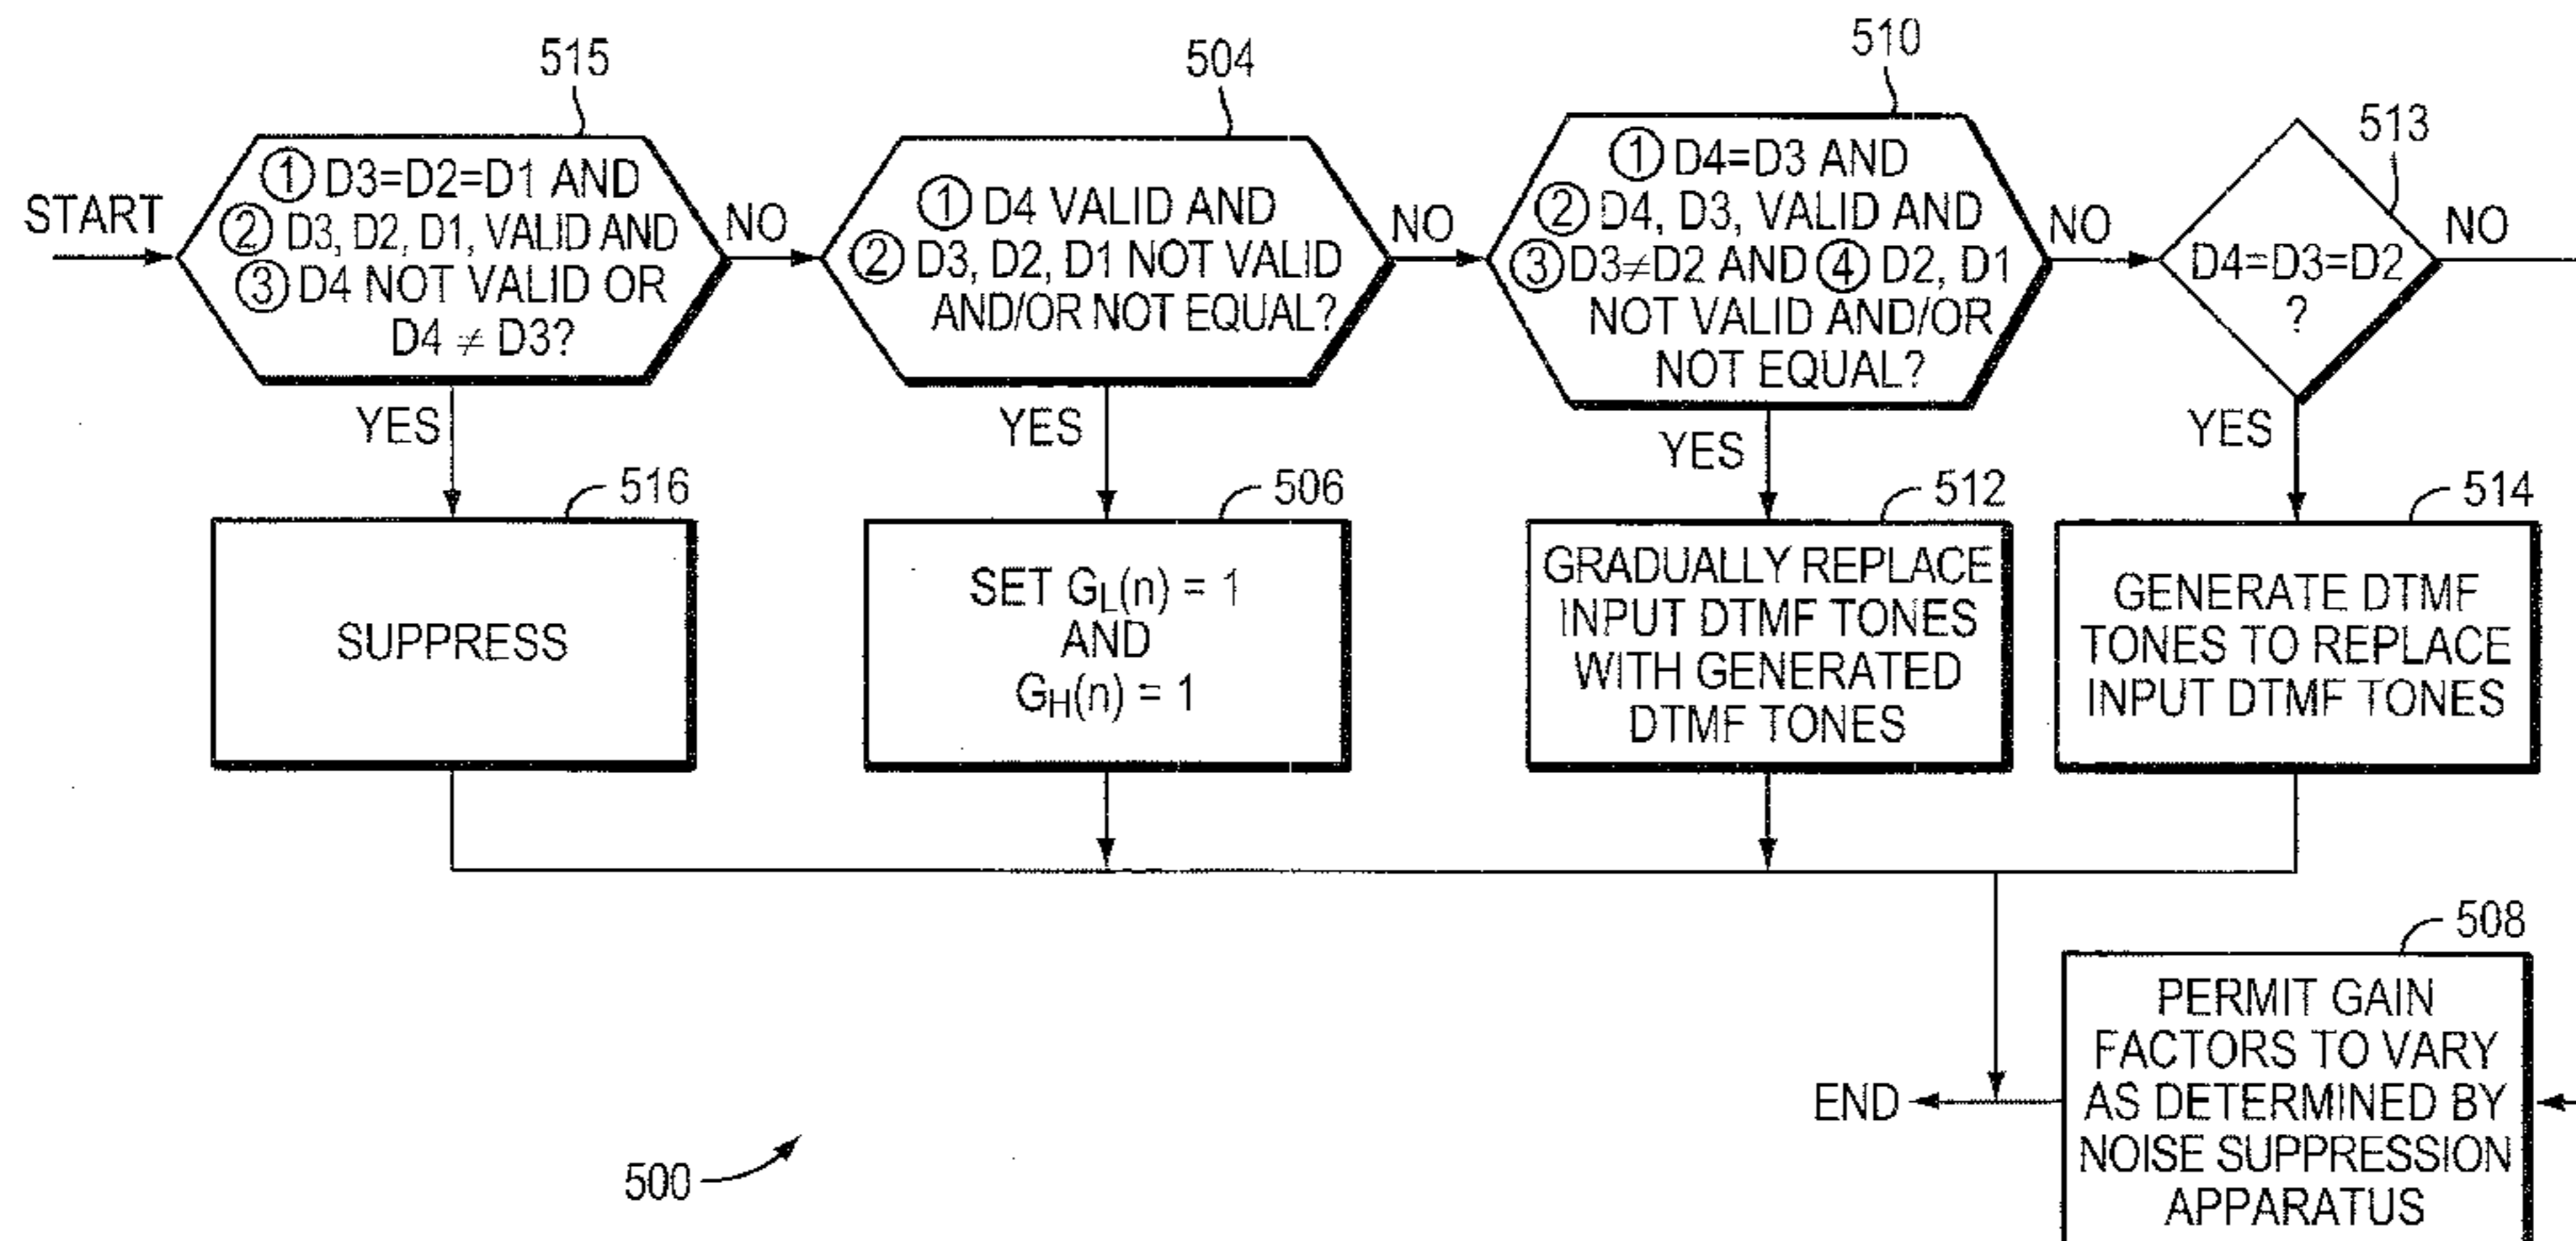 515
504
510
513
START
① D3=D2=D1 AND
② D3, D2, D1, VALID AND
③ D4 NOT VALID OR
D4 ≠ D3?
NO
① D4 VALID AND
② D3, D2, D1 NOT VALID
AND/OR NOT EQUAL?
NO
① D4=D3 AND
② D4, D3, VALID AND
③ D3≠D2 AND ④ D2, D1
NOT VALID AND/OR
NOT EQUAL?
NO
D4=D3=D2
?
NO
YES
YES
YES
YES
516
506
512
514
SUPPRESS
SET GL(n) = 1
AND
GH(n) = 1
GRADUALLY REPLACE
INPUT DTMF TONES
WITH GENERATED
DTMF TONES
GENERATE DTMF
TONES TO REPLACE
INPUT DTMF TONES
508
PERMIT GAIN
FACTORS TO VARY
AS DETERMINED BY
NOISE SUPPRESSION
APPARATUS
END
500